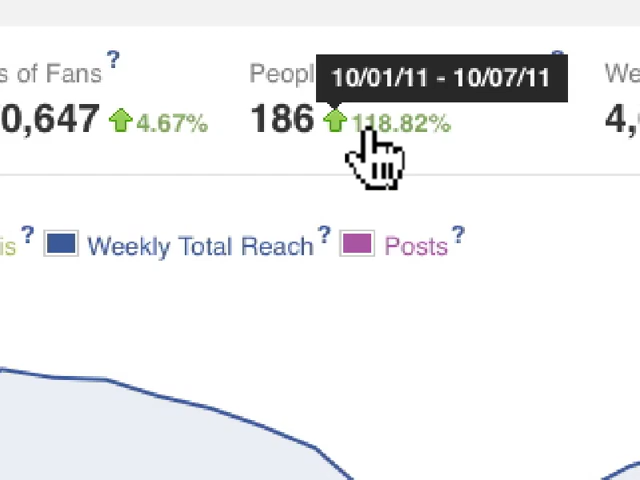 s of Fans ? Peopl 10/01/11 - 10/07/11 ? We
0,647 4.67% 186 118.82% 4,
is ? Weekly Total Reach ? Posts ?